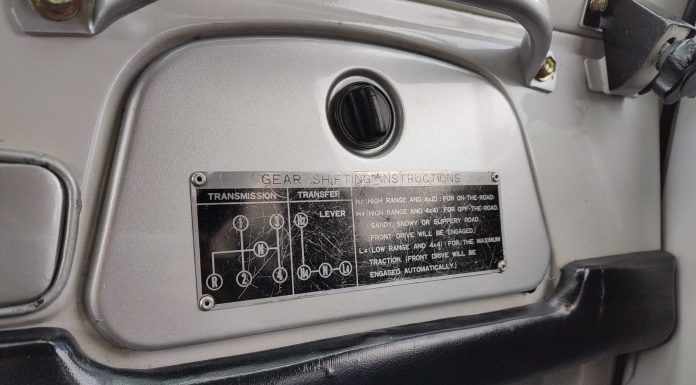 GEAR SHIFTING INSTRUCTIONS
TRANSMISSION
1 3
N
R 2 4
TRANSFER
LEVER
H2
H4 N L4
H2 (HIGH RANGE AND 4x2) : FOR ON-THE-ROAD.
H4 (HIGH RANGE AND 4x4) : FOR OFF-THE-ROAD.
SANDY, SNOWY OR SLIPPERY ROAD.
(FRONT DRIVE WILL BE ENGAGED.)
L4 (LOW RANGE AND 4x4) : FOR THE MAXIMUM
TRACTION. (FRONT DRIVE WILL BE
ENGAGED AUTOMATICALLY.)